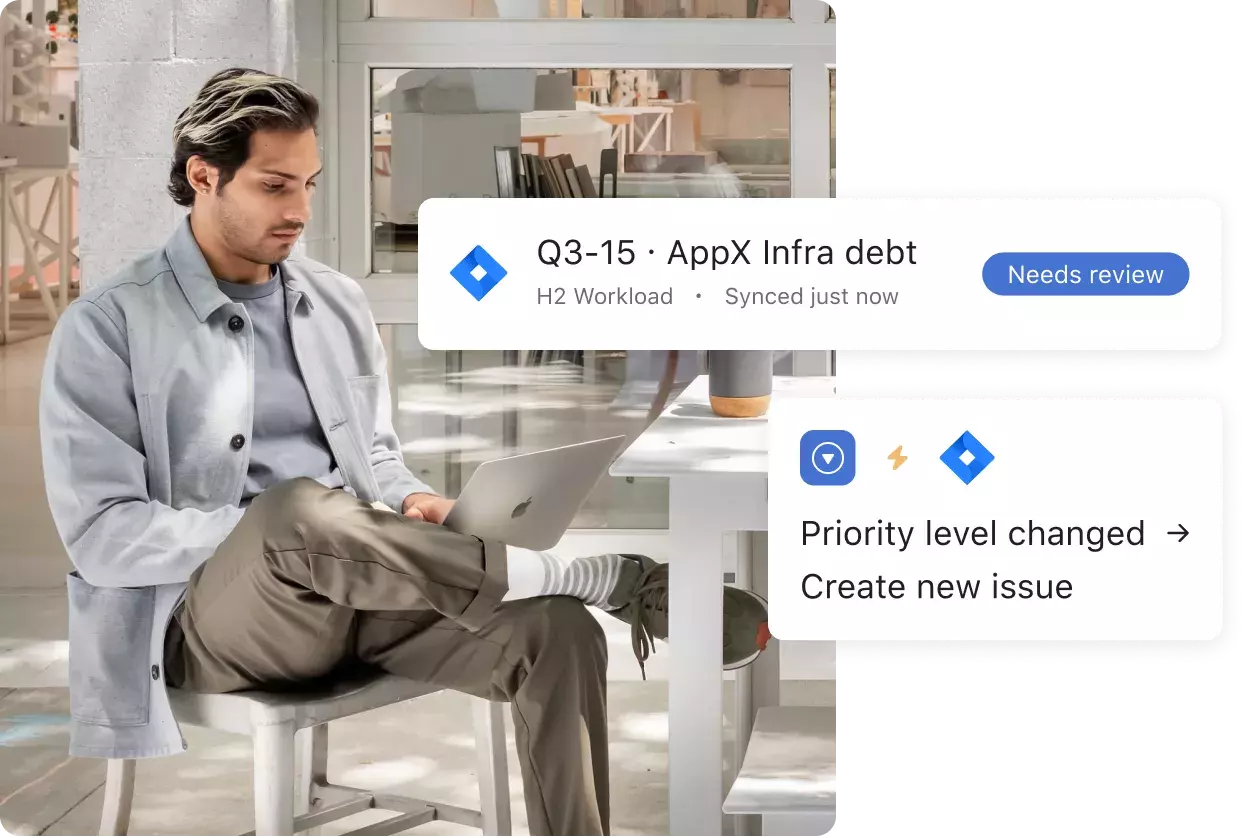 Q3-15 · AppX Infra debt
H2 Workload • Synced just now
Needs review
Priority level changed →
Create new issue